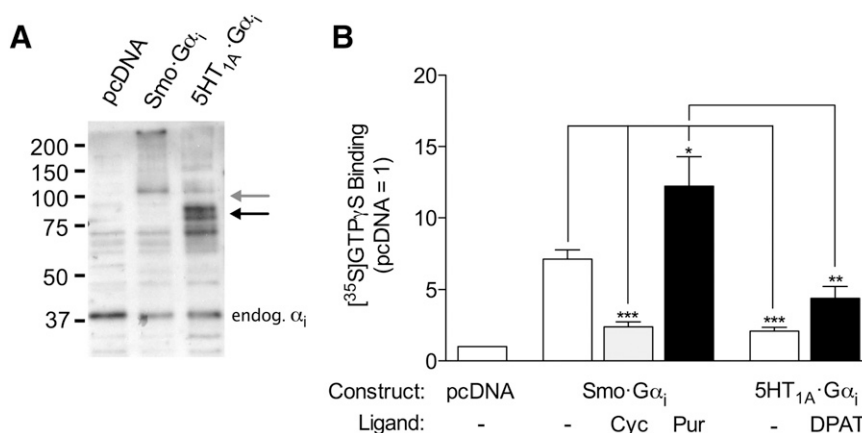 A
pcDNA
Smo·Gαᵢ
5HT₁ₐ·Gαᵢ
200
150
100
75
50
37
endog. αᵢ
B
[³⁵S]GTPγS Binding
(pcDNA = 1)
20
15
10
5
0
*
***
***
**
Construct: pcDNA Smo·Gαᵢ 5HT₁ₐ·Gαᵢ
Ligand: - - Cyc Pur - DPAT